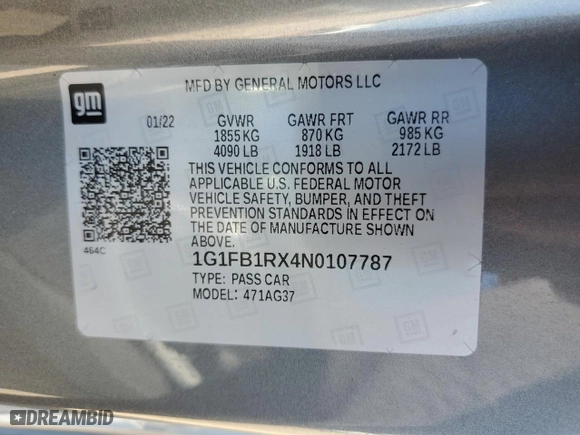 MFD BY GENERAL MOTORS LLC
gm
01/22 GVWR GAWR FRT GAWR RR
1855 KG 870 KG 985 KG
4090 LB 1918 LB 2172 LB
THIS VEHICLE CONFORMS TO ALL
APPLICABLE U.S. FEDERAL MOTOR
VEHICLE SAFETY, BUMPER, AND THEFT
PREVENTION STANDARDS IN EFFECT ON
THE DATE OF MANUFACTURE SHOWN
ABOVE.
464C
1G1FB1RX4N0107787
TYPE: PASS CAR
MODEL: 471AG37
DREAMBID